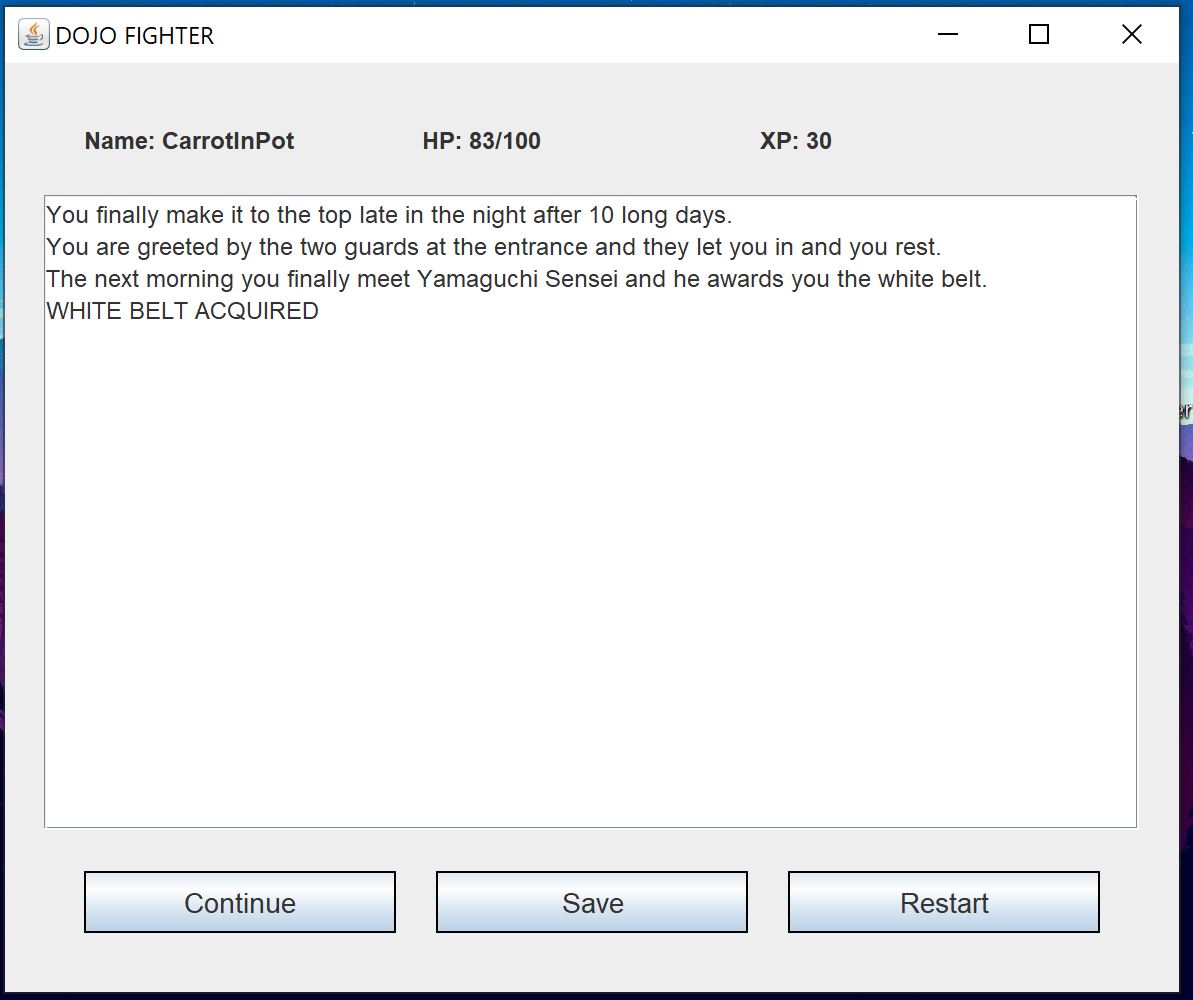 DOJO FIGHTER
Name: CarrotInPot HP: 83/100 XP: 30
You finally make it to the top late in the night after 10 long days.
You are greeted by the two guards at the entrance and they let you in and you rest.
The next morning you finally meet Yamaguchi Sensei and he awards you the white belt.
WHITE BELT ACQUIRED
er
Continue Save Restart